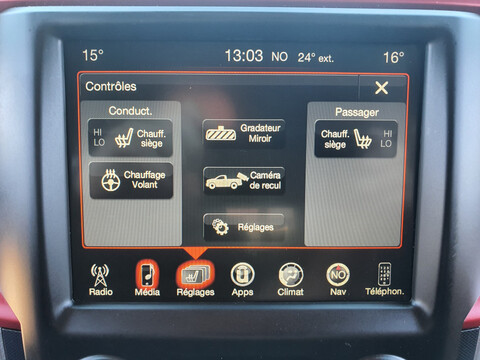 15° 13:03 NO 24° ext. 16°
Contrôles
Conduct. Passager
HI
LO
Chauff.
siège
Gradateur
Miroir
Chauff.
siège
HI
LO
Chauffage
Volant
Caméra
de recul
Réglages
NO
Radio Média Réglages Apps Climat Nav Téléphon.